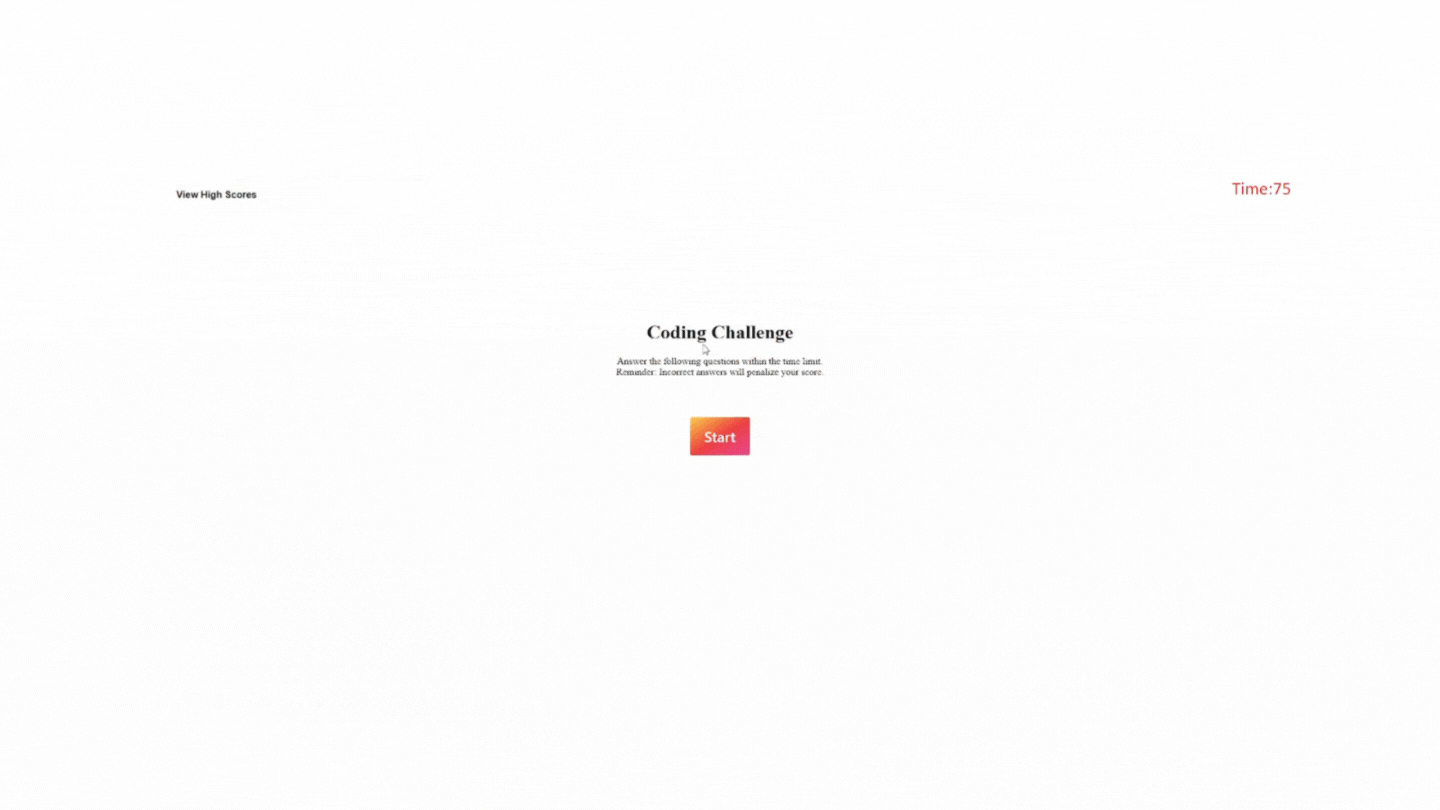 View High Scores
Time:75
Coding Challenge
Answer the following questions within the time limit.
Reminder: Incorrect answers will penalize your score.
Start